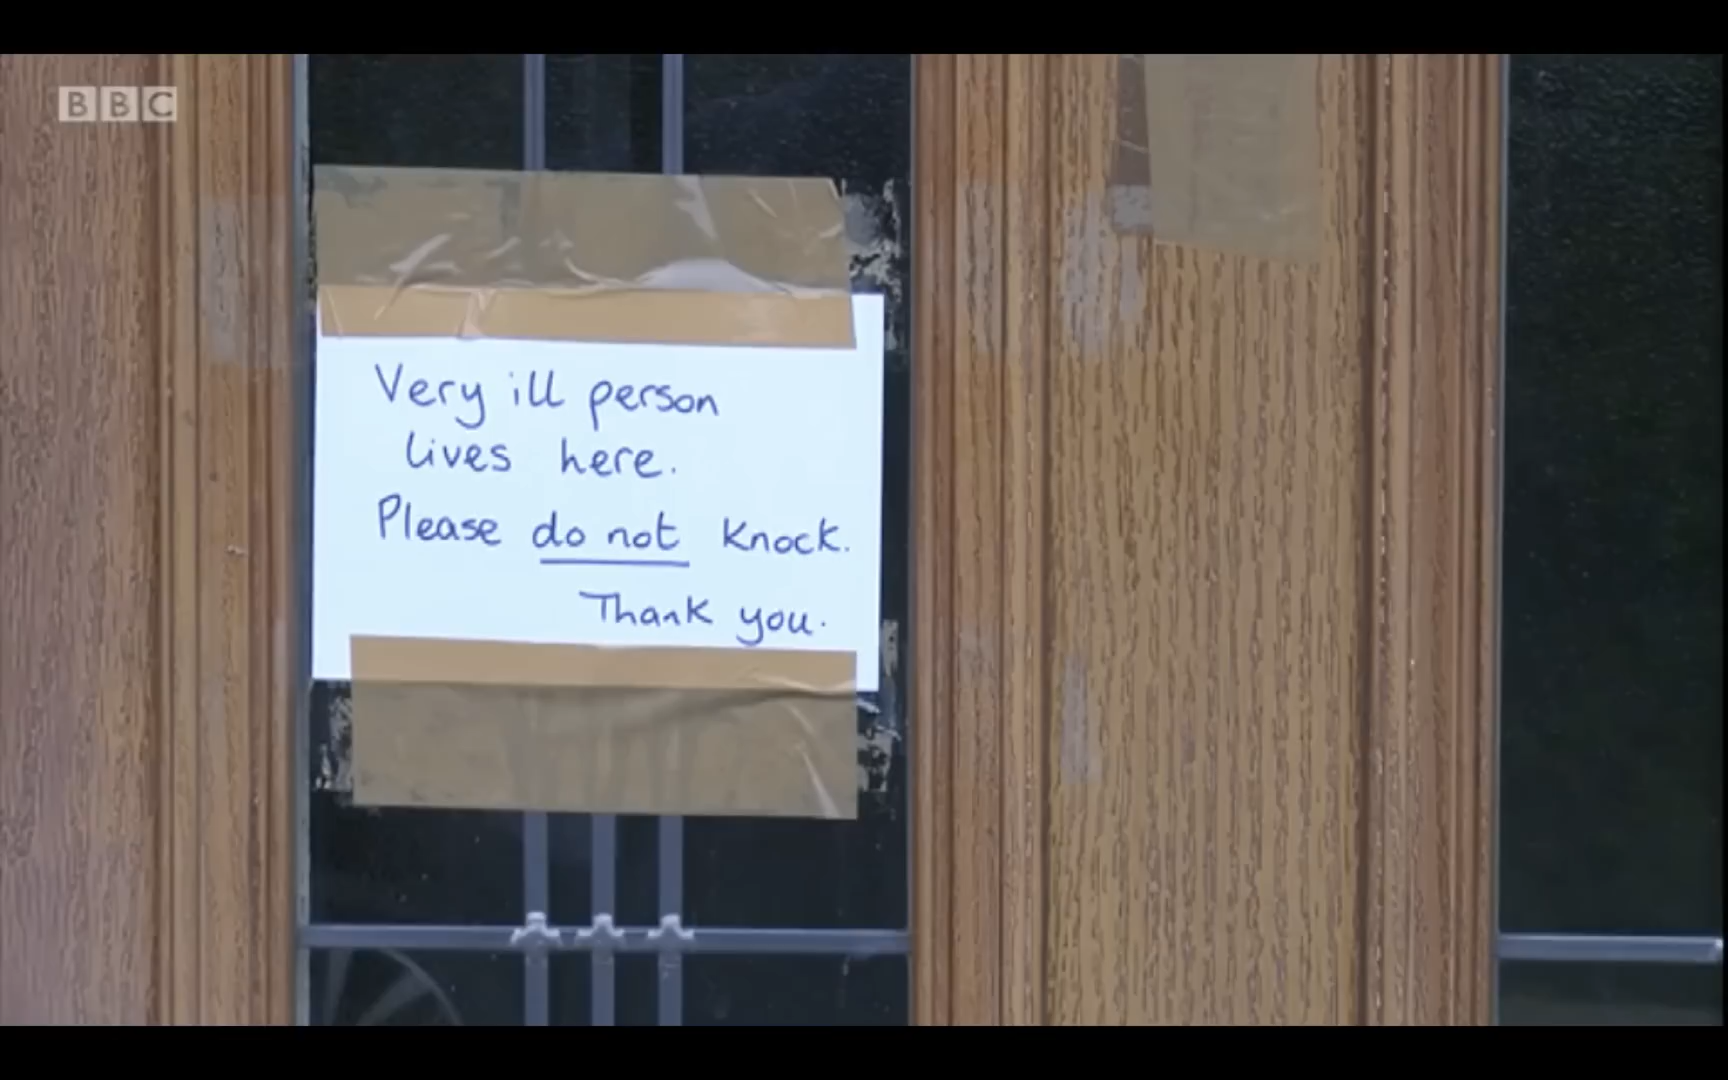 BBC
Very ill person
lives here.
Please do not knock.
Thank you.